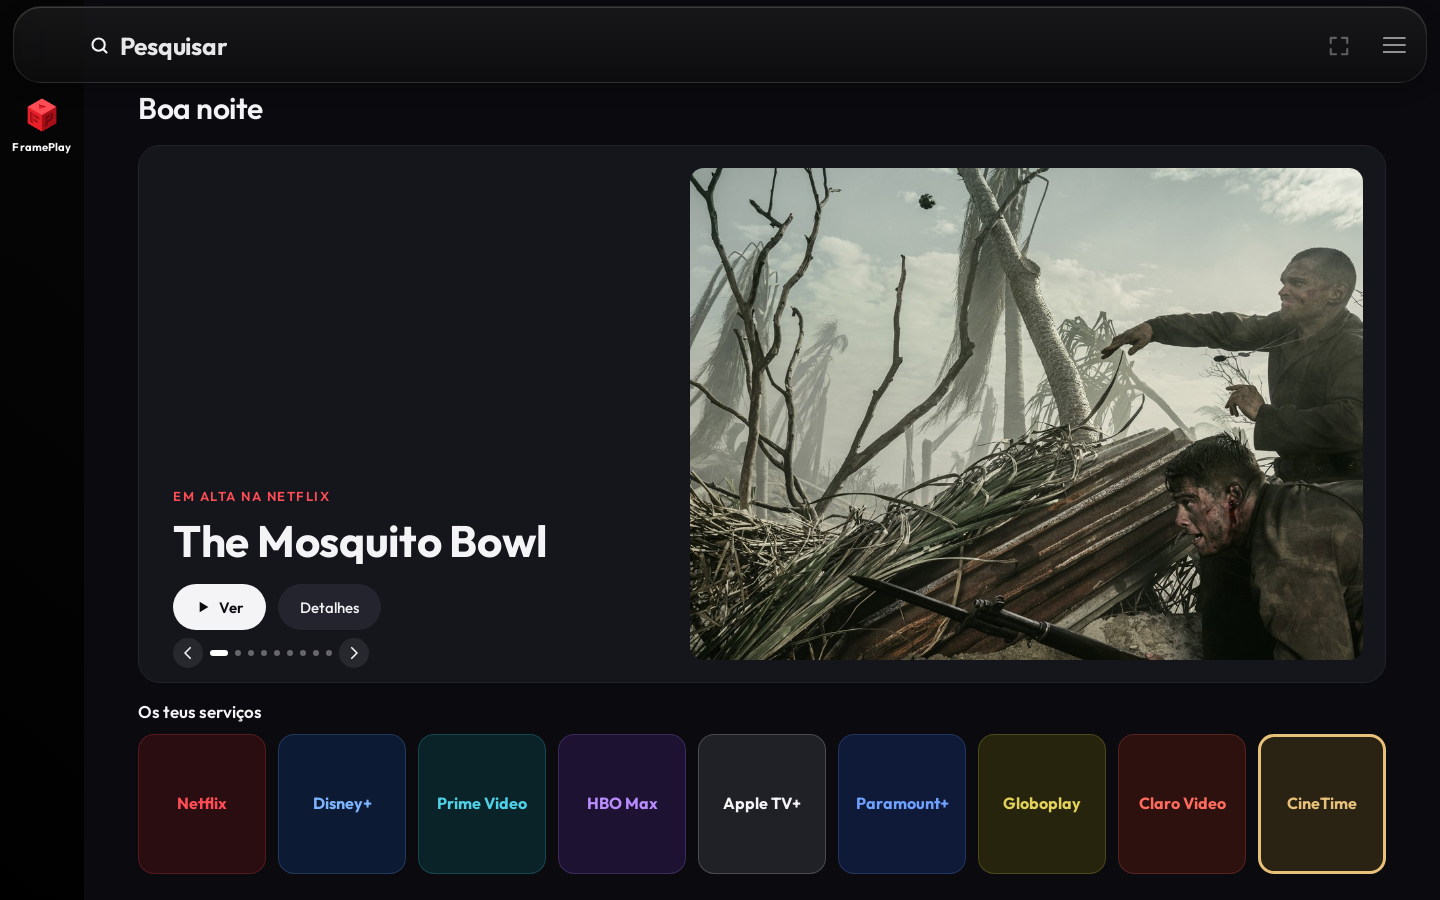 Pesquisar
FramePlay
Boa noite
EM ALTA NA NETFLIX
The Mosquito Bowl
Ver
Detalhes
Os teus serviços
Netflix
Disney+
Prime Video
HBO Max
Apple TV+
Paramount+
Globoplay
Claro Video
CineTime